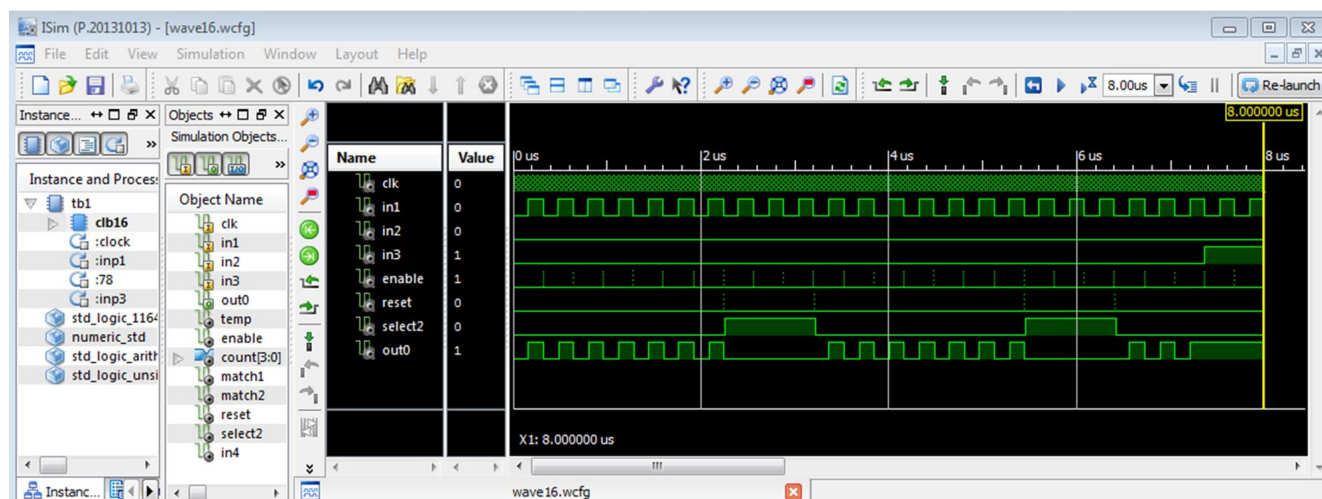 ISim (P.20131013) - [wave16.wcfg]
File Edit View Simulation Window Layout Help
8.00us
Re-launch
Instance...
Instance and Process
tb1
clb16
:clock
:inp1
:78
:inp3
std_logic_1164
numeric_std
std_logic_arith
std_logic_unsi
Instanc...
Objects
Simulation Objects...
Object Name
clk
in1
in2
in3
out0
temp
enable
count[3:0]
match1
match2
reset
select2
in4
Name Value
clk 0
in1 0
in2 0
in3 1
enable 1
reset 0
select2 0
out0 1
8.000000 us
0 us 2 us 4 us 6 us 8 us
X1: 8.000000 us
wave16.wcfg